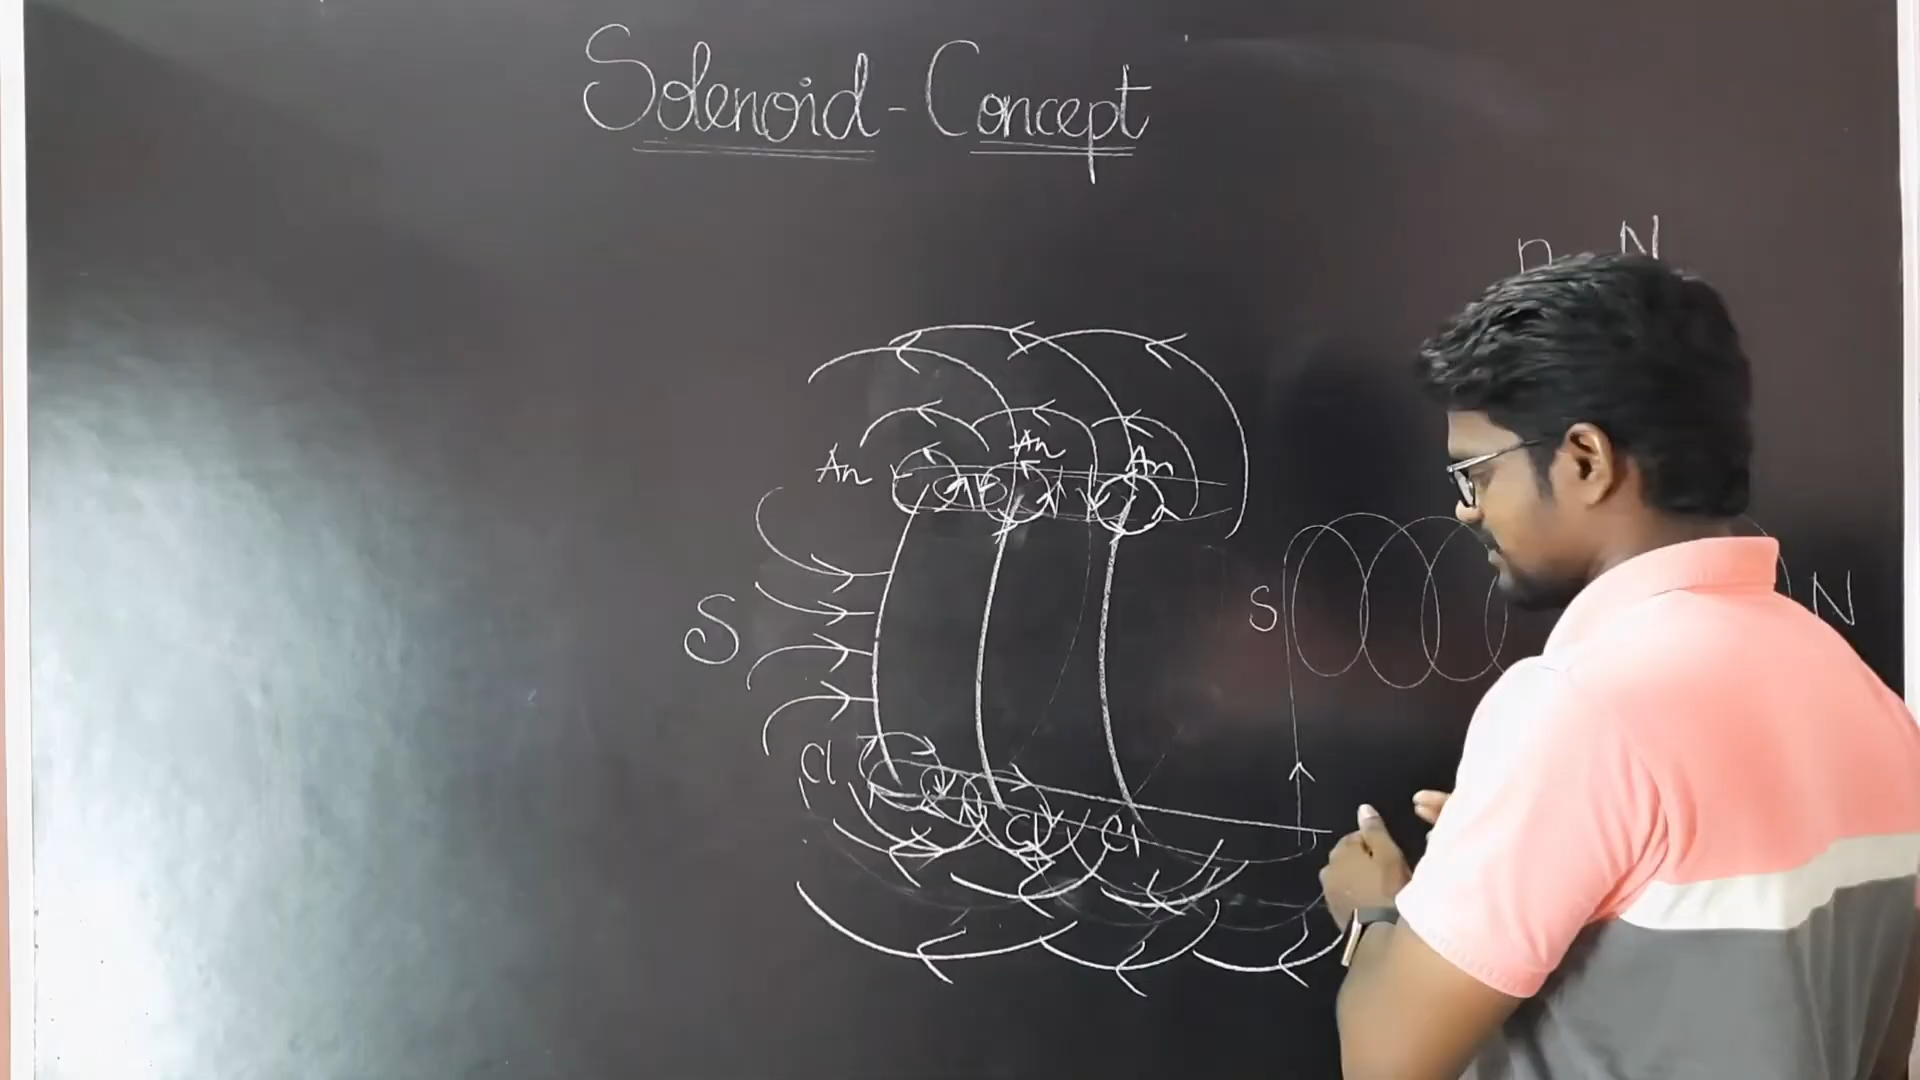 Solenoid - Concept
n N
An An An
S
S N
Cl Cl Cl